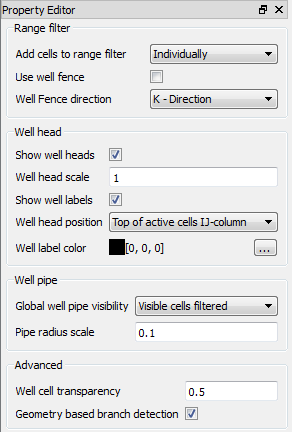 Property Editor
Range filter
Add cells to range filter Individually
Use well fence
Well Fence direction K - Direction
Well head
Show well heads
Well head scale 1
Show well labels
Well head position Top of active cells IJ-column
Well label color [0, 0, 0] ...
Well pipe
Global well pipe visibility Visible cells filtered
Pipe radius scale 0.1
Advanced
Well cell transparency 0.5
Geometry based branch detection